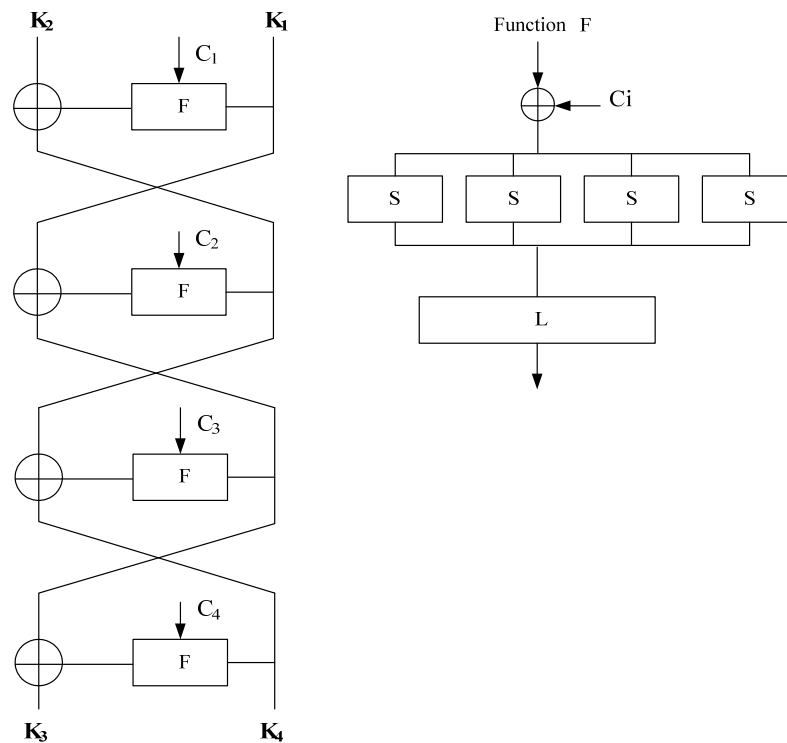 K₂ K₁
C₁
F
C₂
F
C₃
F
C₄
F
K₃ K₄
Function F
Ci
S S S S
L